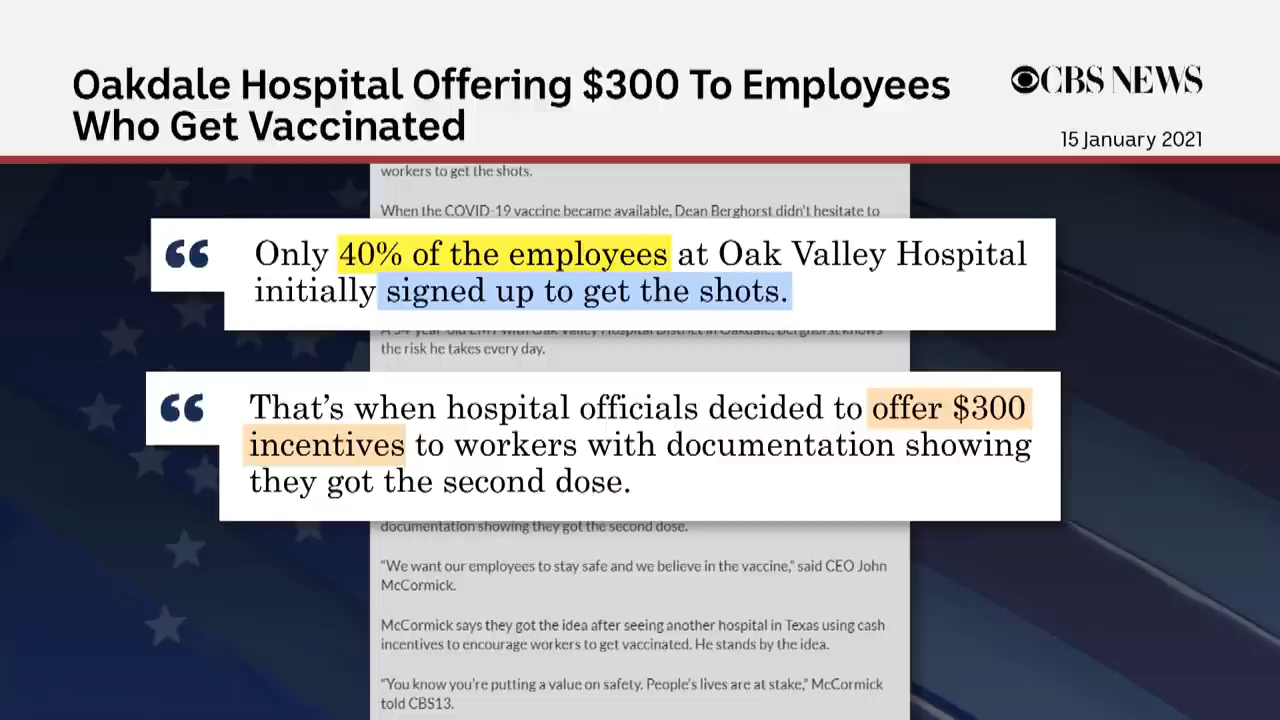 Oakdale Hospital Offering $300 To Employees
Who Get Vaccinated
CBS NEWS
15 January 2021
workers to get the shots.
When the COVID-19 vaccine became available, Dean Berghorst didn't hesitate to
“ Only 40% of the employees at Oak Valley Hospital
initially signed up to get the shots.
the risk he takes every day.
“ That’s when hospital officials decided to offer $300
incentives to workers with documentation showing
they got the second dose.
documentation showing they got the second dose.
“We want our employees to stay safe and we believe in the vaccine,” said CEO John
McCormick.
McCormick says they got the idea after seeing another hospital in Texas using cash
incentives to encourage workers to get vaccinated. He stands by the idea.
“You know you’re putting a value on safety. People’s lives are at stake,” McCormick
told CBS13.